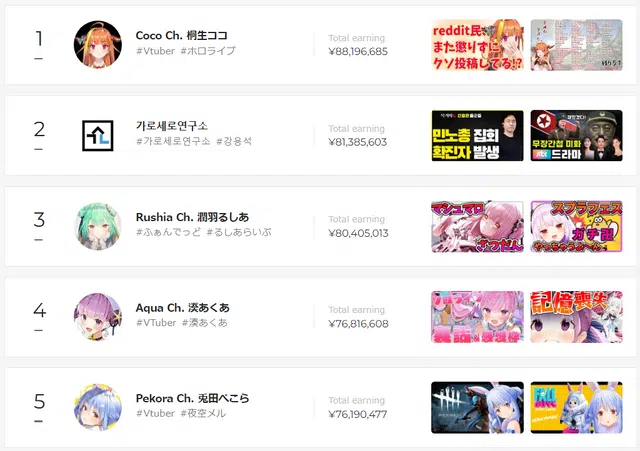 1
Coco Ch. 桐生ココ
#Vtuber #ホロライブ
Total earning
¥88,196,685
reddit民、
また懲りずに
クソ投稿してる!?
2
가로세로연구소
#가로세로연구소 #강용석
Total earning
¥81,385,603
민노총 집회
확진자 발생
무장간첩 미화
JTBC 드라마
3
Rushia Ch. 潤羽るしあ
#ふぁんでっど #るしあらいぶ
Total earning
¥80,405,013
マシュマロ
ざつだん
スプラフェス
ガチ卍
4
Aqua Ch. 湊あくあ
#VTuber #湊あくあ
Total earning
¥76,816,608
記憶喪失
5
Pekora Ch. 兎田ぺこら
#Vtuber #夜空メル
Total earning
¥76,190,477